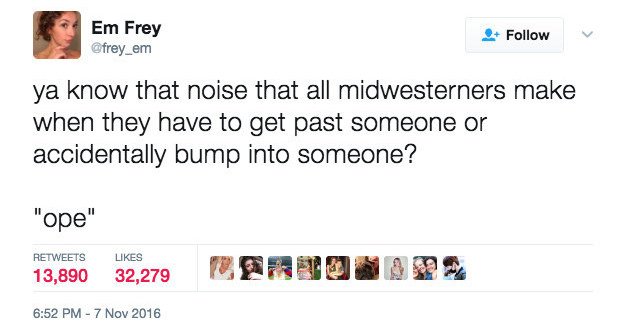 Em Frey
@frey_em
Follow
ya know that noise that all midwesterners make
when they have to get past someone or
accidentally bump into someone?
"ope"
RETWEETS LIKES
13,890 32,279
6:52 PM - 7 Nov 2016